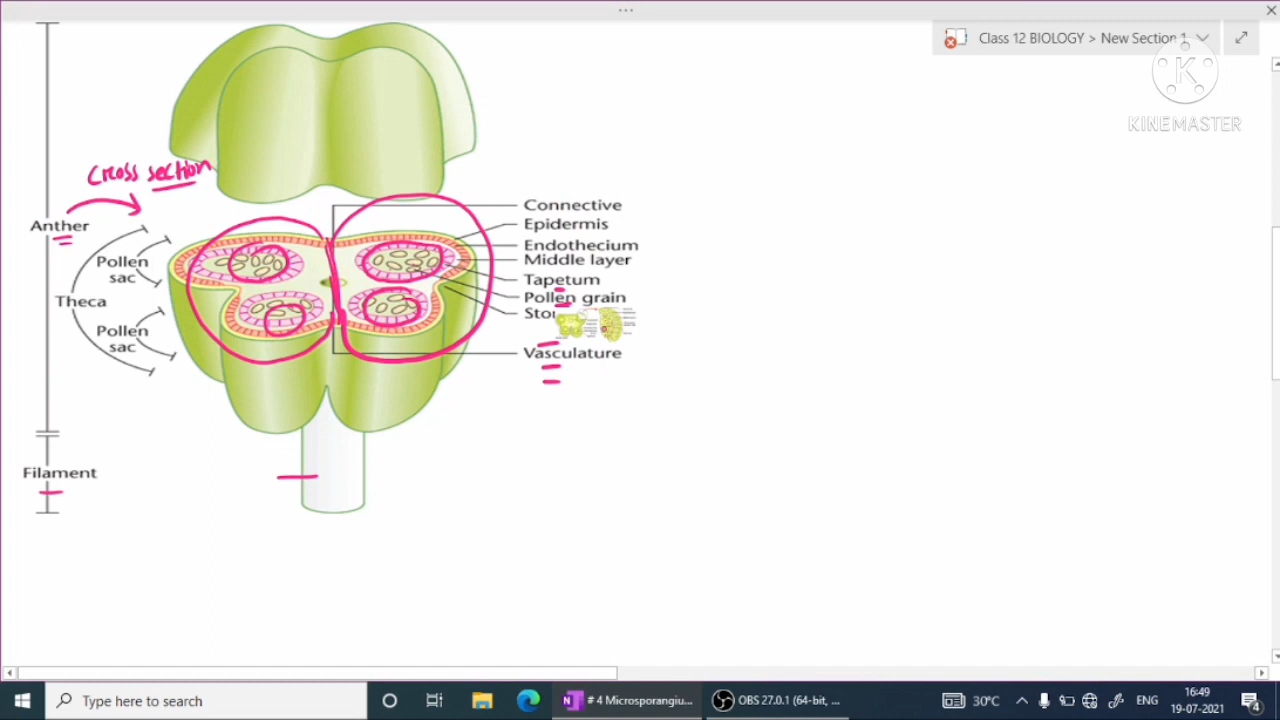 Class 12 BIOLOGY > New Section 1
K
KINEMASTER
Cross section
Anther
Pollen
sac
Theca
Pollen
sac
Filament
Connective
Epidermis
Endothecium
Middle layer
Tapetum
Pollen grain
Vasculature
Type here to search
# 4 Microsporangiu...
OBS 27.0.1 (64-bit, ...
30°C
ENG
16:49
19-07-2021
4